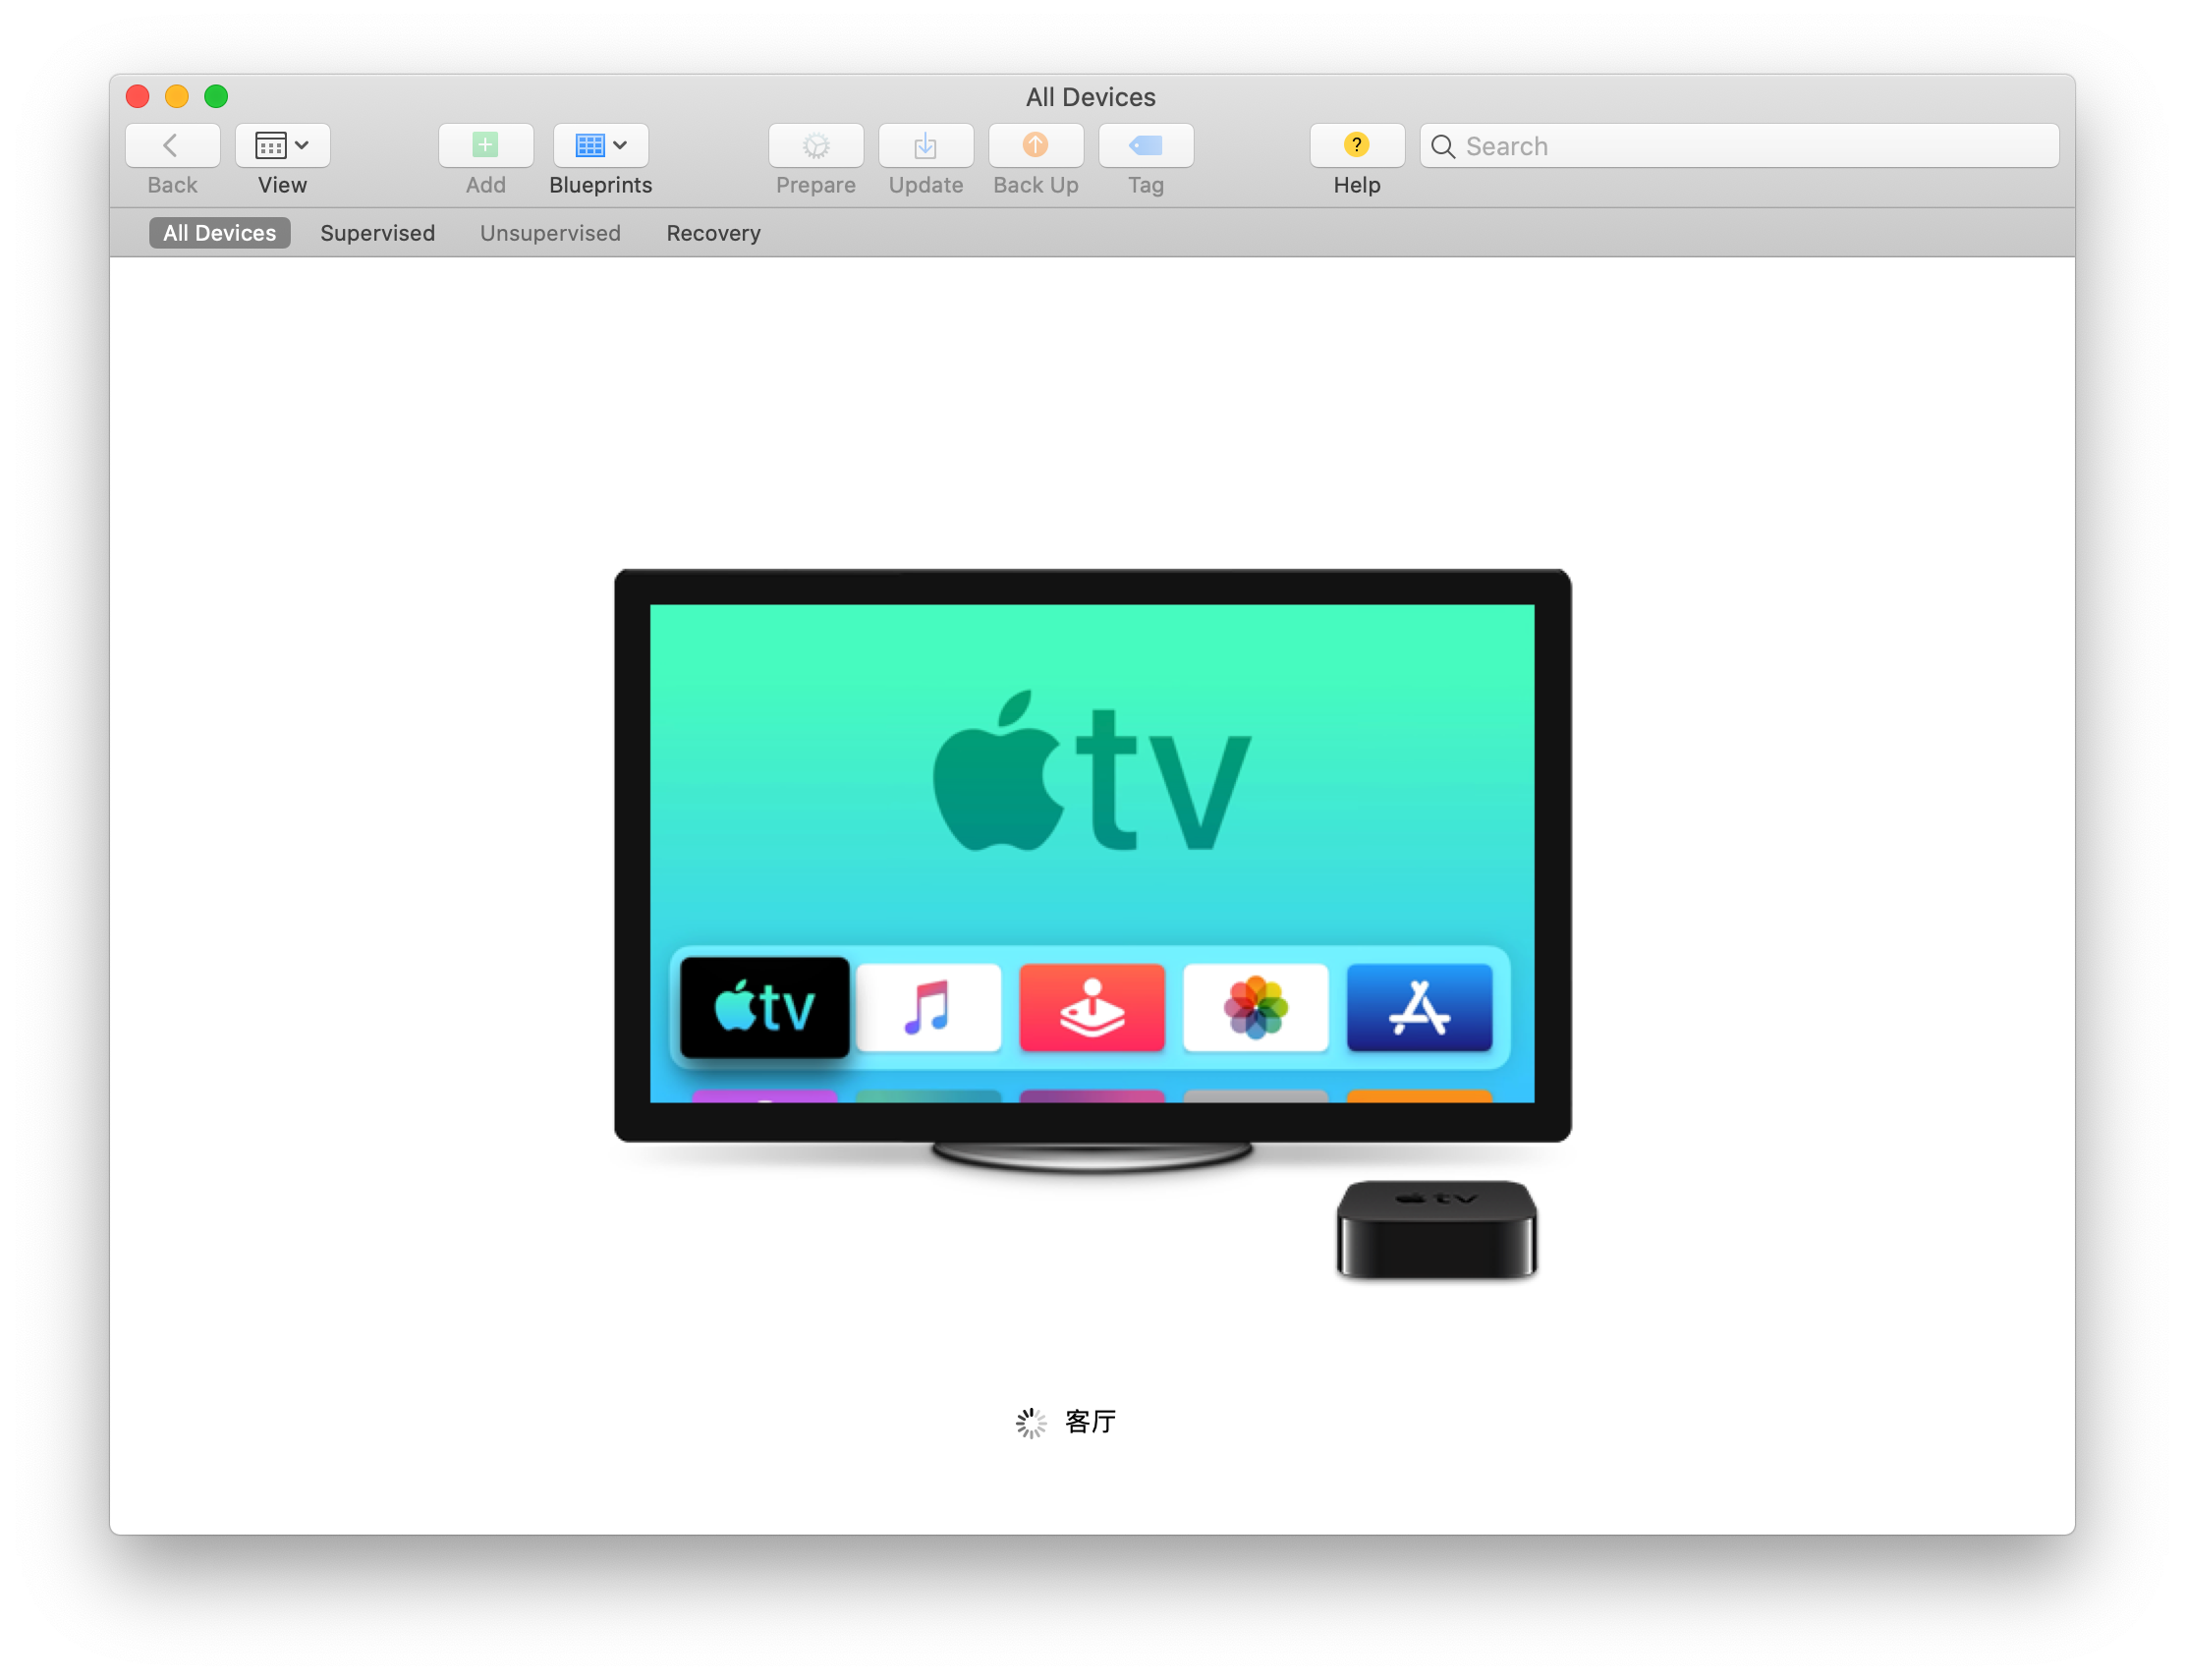 All Devices
Back View Add Blueprints Prepare Update Back Up Tag ? Help Search
All Devices Supervised Unsupervised Recovery
tv
tv
tv
客厅